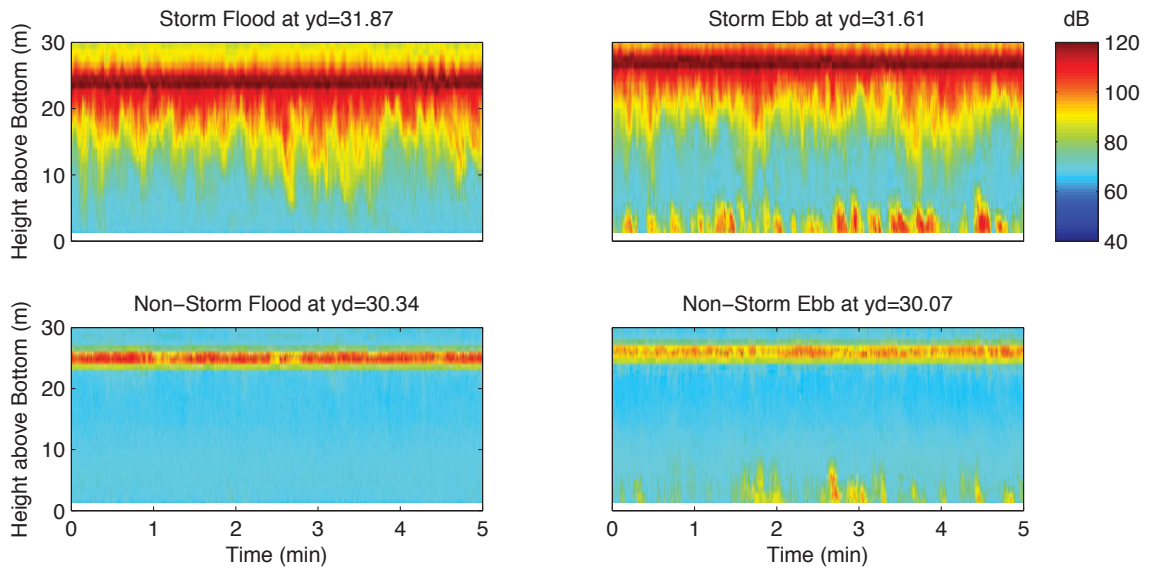 Storm Flood at yd=31.87
Storm Ebb at yd=31.61
dB
Height above Bottom (m)
30
20
10
0
120
100
80
60
40
Non−Storm Flood at yd=30.34
Non−Storm Ebb at yd=30.07
Height above Bottom (m)
30
20
10
0
0 1 2 3 4 5
0 1 2 3 4 5
Time (min)
Time (min)